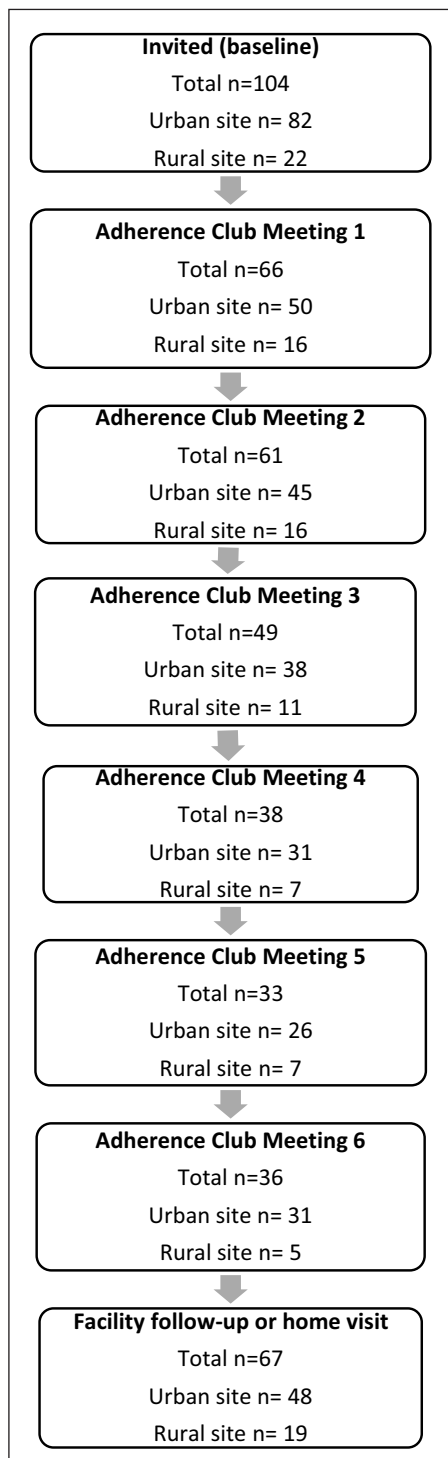 Invited (baseline)
Total n=104
Urban site n= 82
Rural site n= 22
Adherence Club Meeting 1
Total n=66
Urban site n= 50
Rural site n= 16
Adherence Club Meeting 2
Total n=61
Urban site n= 45
Rural site n= 16
Adherence Club Meeting 3
Total n=49
Urban site n= 38
Rural site n= 11
Adherence Club Meeting 4
Total n=38
Urban site n= 31
Rural site n= 7
Adherence Club Meeting 5
Total n=33
Urban site n= 26
Rural site n= 7
Adherence Club Meeting 6
Total n=36
Urban site n= 31
Rural site n= 5
Facility follow-up or home visit
Total n=67
Urban site n= 48
Rural site n= 19